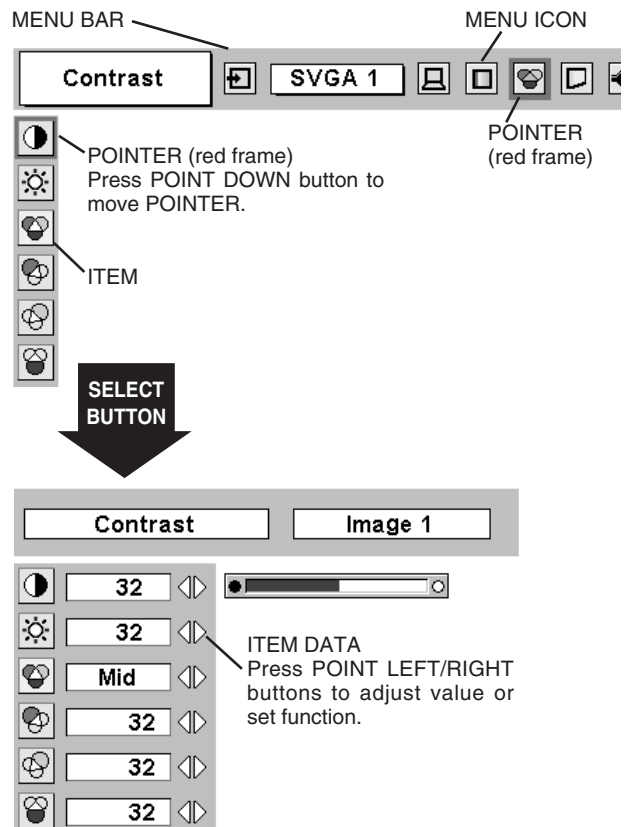 MENU BAR
MENU ICON
Contrast
SVGA 1
POINTER
(red frame)
POINTER (red frame)
Press POINT DOWN button to
move POINTER.
ITEM
SELECT
BUTTON
Contrast
Image 1
32
32
ITEM DATA
Press POINT LEFT/RIGHT
buttons to adjust value or
set function.
Mid
32
32
32